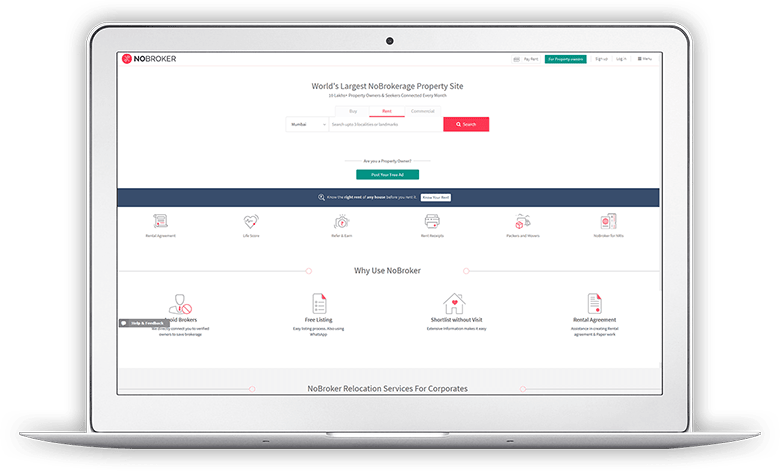 NOBROKER
Pay Rent
For Property owners
Sign up
Log in
Menu
World's Largest NoBrokerage Property Site
10 Lakhs+ Property Owners & Seekers Connected Every Month
Buy
Rent
Commercial
Mumbai
Search upto 3 localities or landmarks
Search
Are you a Property Owner?
Post Your Free Ad
Know the right rent of any house before you rent it
Know Your Rent
Rental Agreement
Life Score
Refer & Earn
Rent Receipts
Packers and Movers
NoBroker for NRIs
Why Use NoBroker
Avoid Brokers
Free Listing
Shortlist without Visit
Rental Agreement
Help & Feedback
We directly connect you to verified
owners to save brokerage
Easy listing process. Also using
WhatsApp
Extensive Information makes it easy
Assistance in creating Rental
agreement & Paper work
NoBroker Relocation Services For Corporates